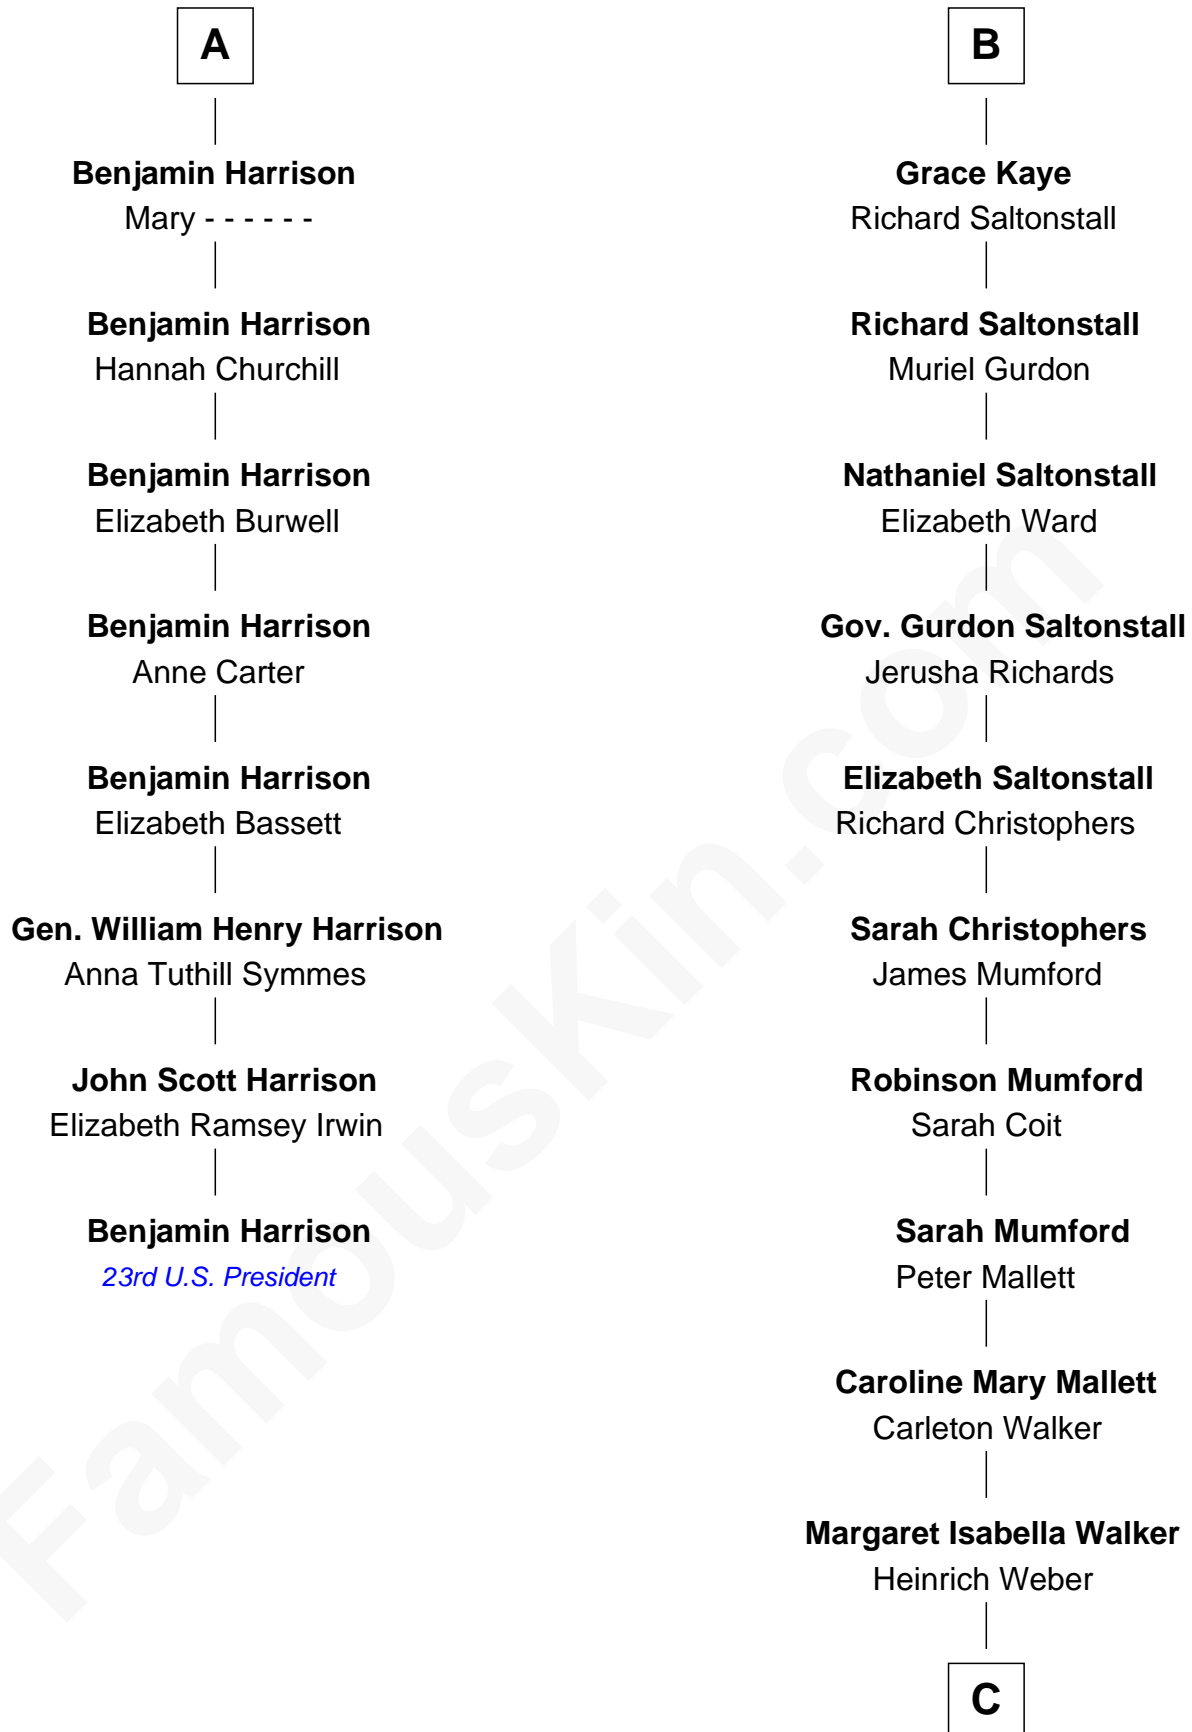 A
Benjamin Harrison
Mary - - - - - -
Benjamin Harrison
Hannah Churchill
Benjamin Harrison
Elizabeth Burwell
Benjamin Harrison
Anne Carter
Benjamin Harrison
Elizabeth Bassett
Gen. William Henry Harrison
Anna Tuthill Symmes
John Scott Harrison
Elizabeth Ramsey Irwin
Benjamin Harrison
23rd U.S. President
B
Grace Kaye
Richard Saltonstall
Richard Saltonstall
Muriel Gurdon
Nathaniel Saltonstall
Elizabeth Ward
Gov. Gurdon Saltonstall
Jerusha Richards
Elizabeth Saltonstall
Richard Christophers
Sarah Christophers
James Mumford
Robinson Mumford
Sarah Coit
Sarah Mumford
Peter Mallett
Caroline Mary Mallett
Carleton Walker
Margaret Isabella Walker
Heinrich Weber
C
FamousKin.com